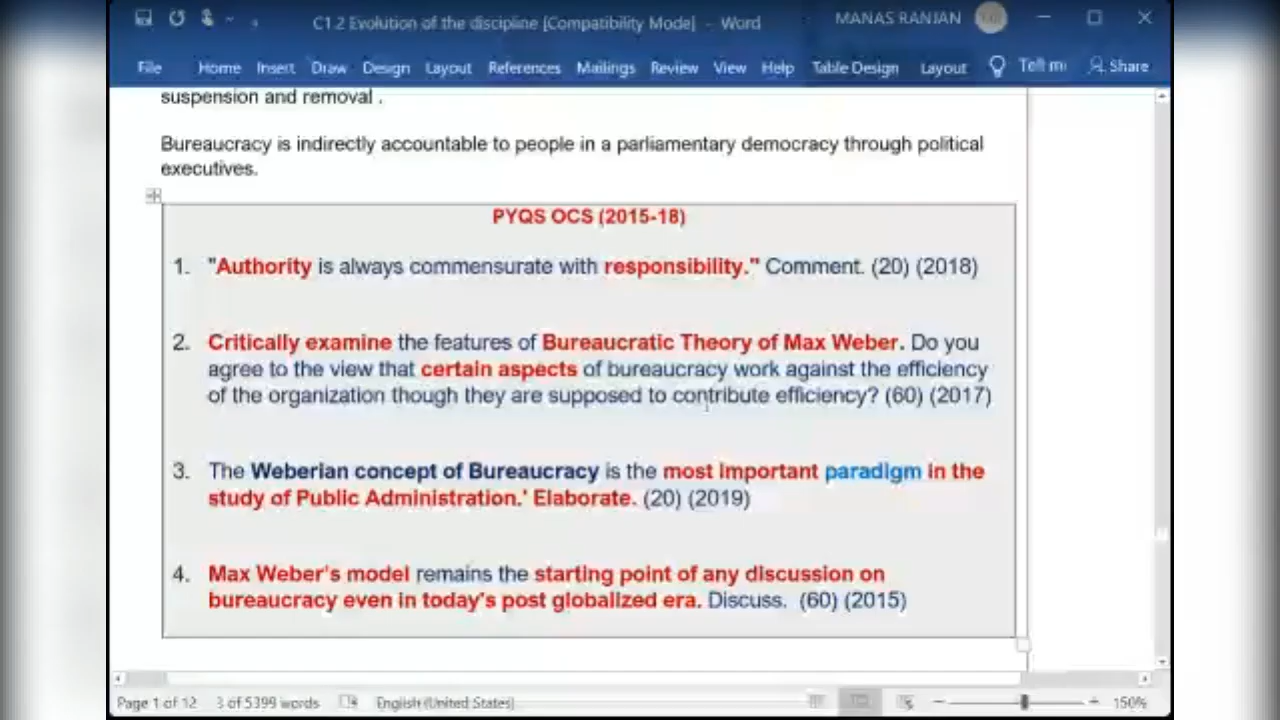 C1.2 Evolution of the discipline [Compatibility Mode] - Word MANAS RANJAN
File Home Insert Draw Design Layout References Mailings Review View Help Table Design Layout Tell me Share
suspension and removal .
Bureaucracy is indirectly accountable to people in a parliamentary democracy through political
executives.
PYQS OCS (2015-18)
1. "Authority is always commensurate with responsibility." Comment. (20) (2018)
2. Critically examine the features of Bureaucratic Theory of Max Weber. Do you
agree to the view that certain aspects of bureaucracy work against the efficiency
of the organization though they are supposed to contribute efficiency? (60) (2017)
3. The Weberian concept of Bureaucracy is the most important paradigm in the
study of Public Administration.' Elaborate. (20) (2019)
4. Max Weber's model remains the starting point of any discussion on
bureaucracy even in today's post globalized era. Discuss. (60) (2015)
Page 1 of 12 3 of 5399 words English (United States) 150%